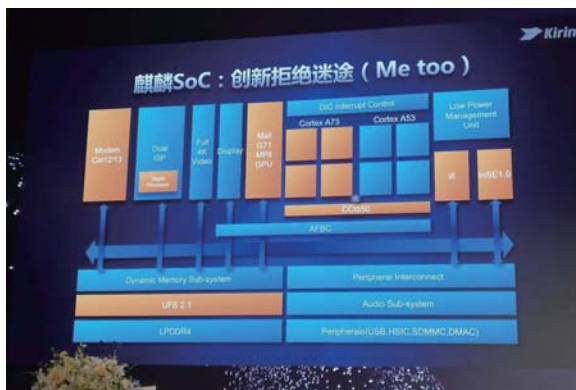 Kirin
麒麟SoC：创新拒绝迷途（Me too）
Modem
Cat12/13
Dual
ISP
Full
4K
Video
Display
Mali
G71
MP8
GPU
DIC Interrupt Control
Cortex A73
Cortex A53
Low Power
Management
Unit
i6
InSE1.0
CCI550
AFBC
Dynamic Memory Sub-system
Peripheral Interconnect
UFS 2.1
Audio Sub-system
LPDDR4
Peripherals(USB,HSIC,SDMMC,DMAC)